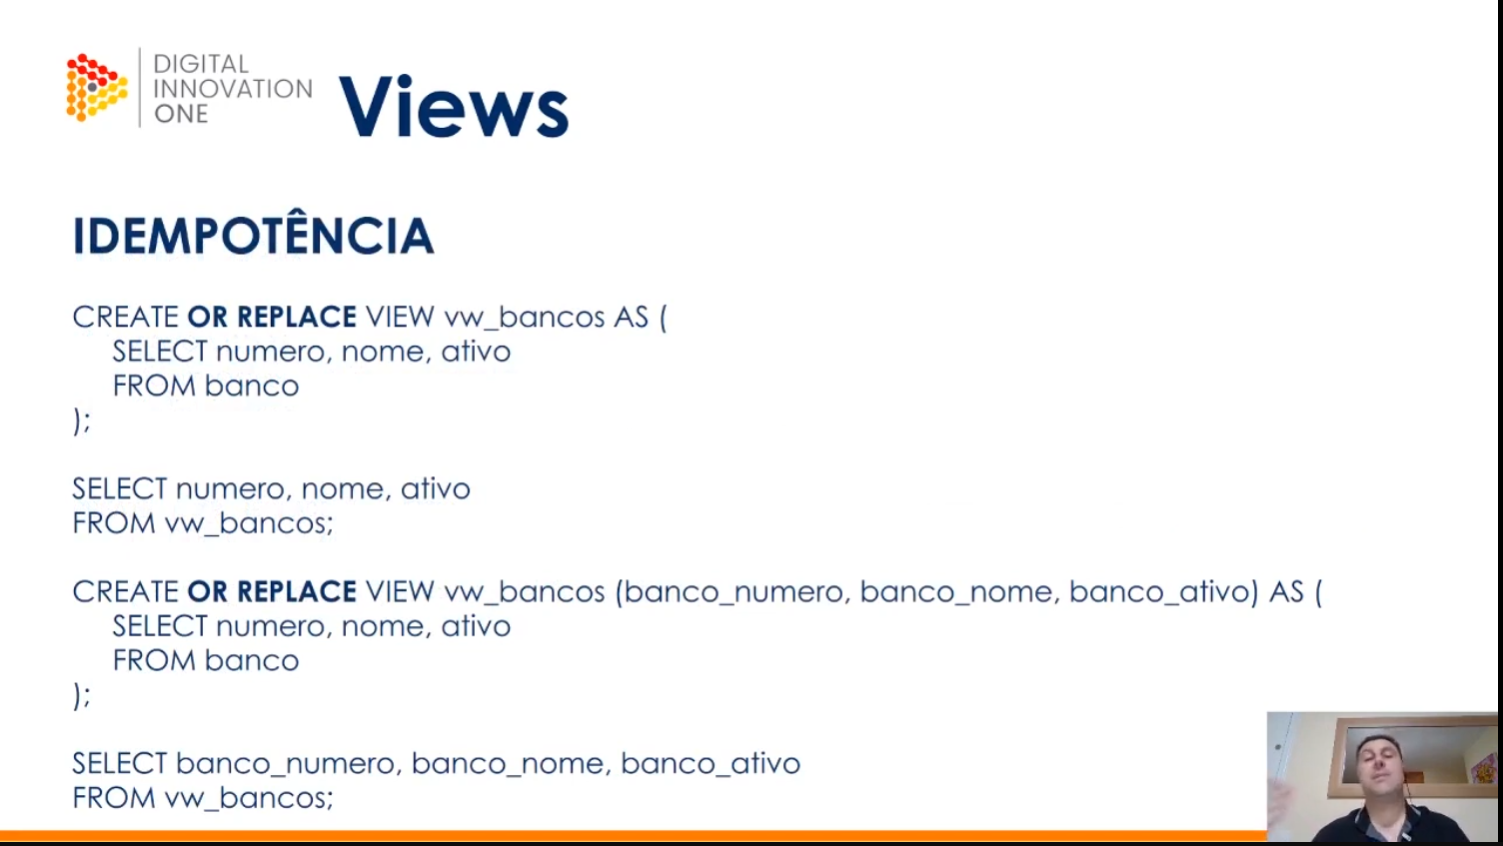 DIGITAL
INNOVATION
ONE
Views
IDEMPOTÊNCIA
CREATE OR REPLACE VIEW vw_bancos AS (
SELECT numero, nome, ativo
FROM banco
);
SELECT numero, nome, ativo
FROM vw_bancos;
CREATE OR REPLACE VIEW vw_bancos (banco_numero, banco_nome, banco_ativo) AS (
SELECT numero, nome, ativo
FROM banco
);
SELECT banco_numero, banco_nome, banco_ativo
FROM vw_bancos;